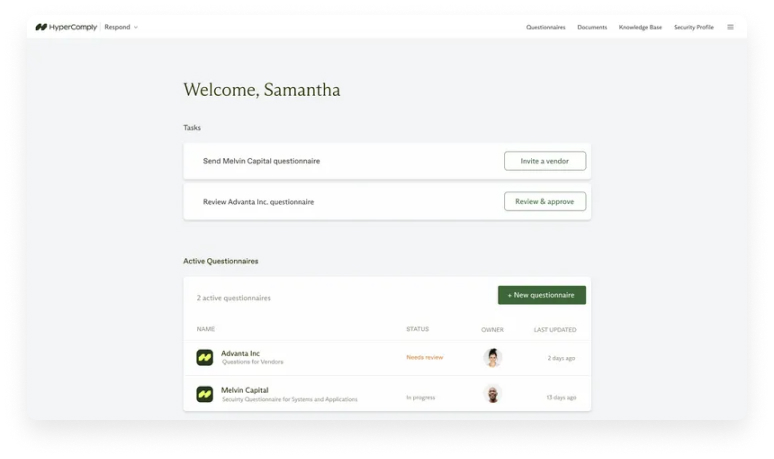 HyperComply Respond
Questionnaires Documents Knowledge Base Security Profile
Welcome, Samantha
Tasks
Send Melvin Capital questionnaire Invite a vendor
Review Advanta Inc. questionnaire Review & approve
Active Questionnaires
2 active questionnaires + New questionnaire
NAME STATUS OWNER LAST UPDATED
Advanta Inc
Questions for Vendors
Needs review 2 days ago
Melvin Capital
Security Questionnaire for Systems and Applications
In progress 13 days ago